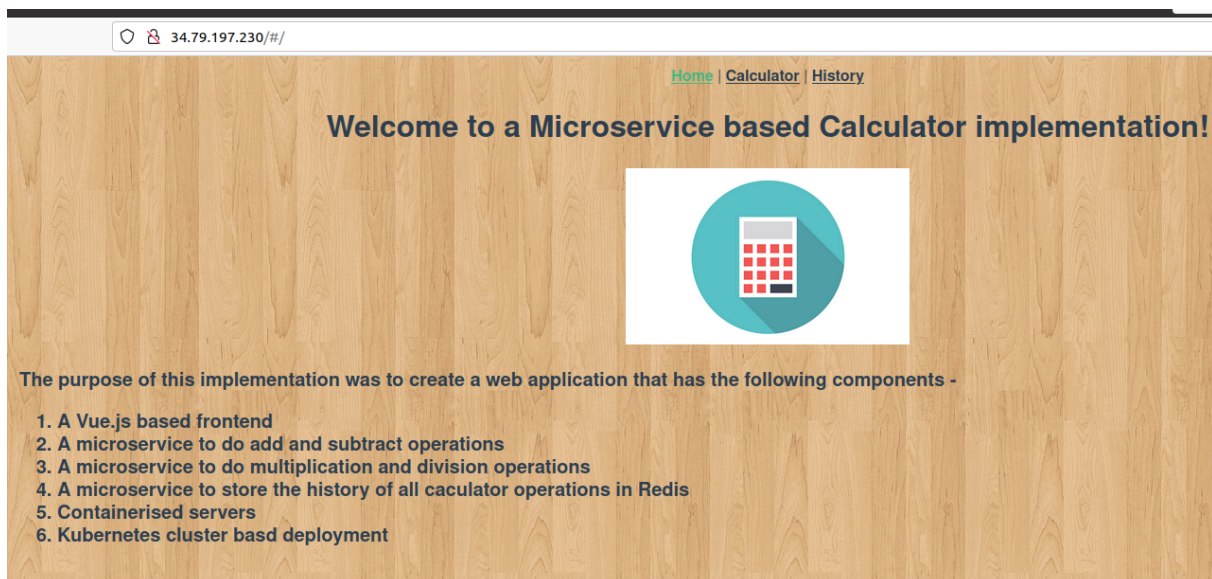 34.79.197.230/#/
Home | Calculator | History
Welcome to a Microservice based Calculator implementation!
The purpose of this implementation was to create a web application that has the following components -
1. A Vue.js based frontend
2. A microservice to do add and subtract operations
3. A microservice to do multiplication and division operations
4. A microservice to store the history of all caculator operations in Redis
5. Containerised servers
6. Kubernetes cluster basd deployment